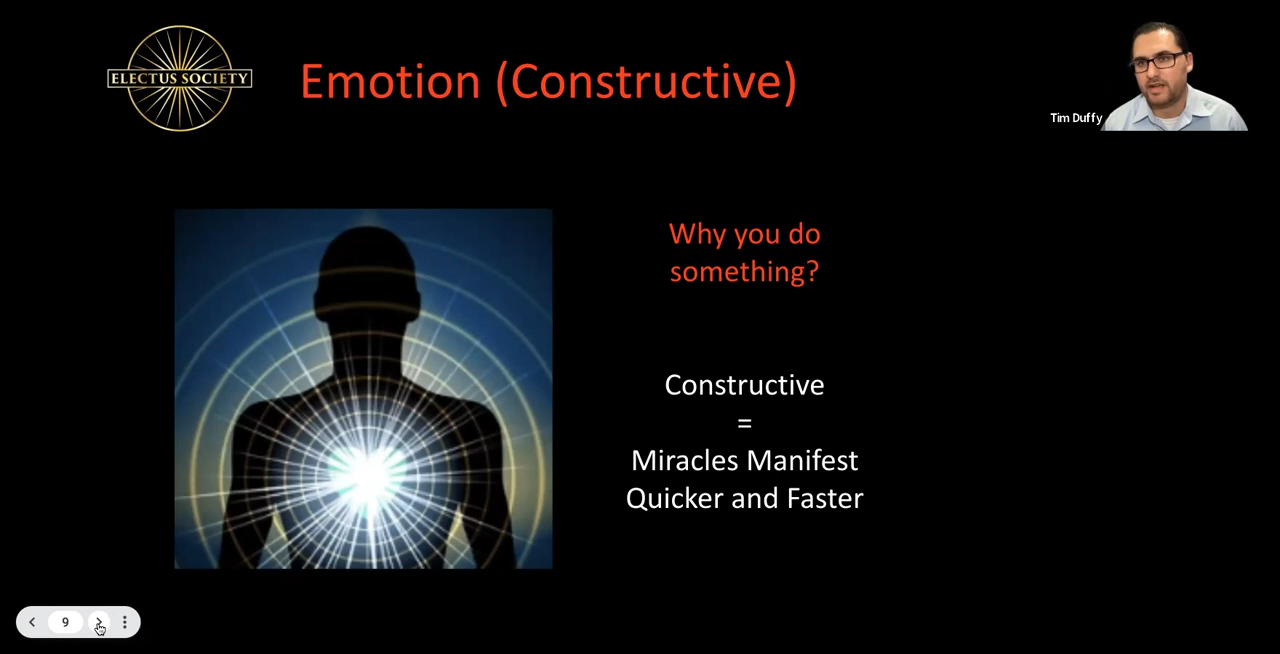 ELECTUS SOCIETY
Emotion (Constructive)
Tim Duffy
Why you do
something?
Constructive
=
Miracles Manifest
Quicker and Faster
9